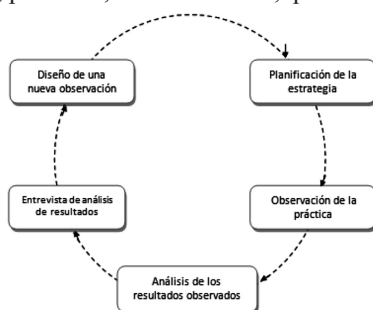 Diseño de una
nueva observación
Planificación de la
estrategia
Observación de la
práctica
Análisis de los
resultados observados
Entrevista de análisis
de resultados